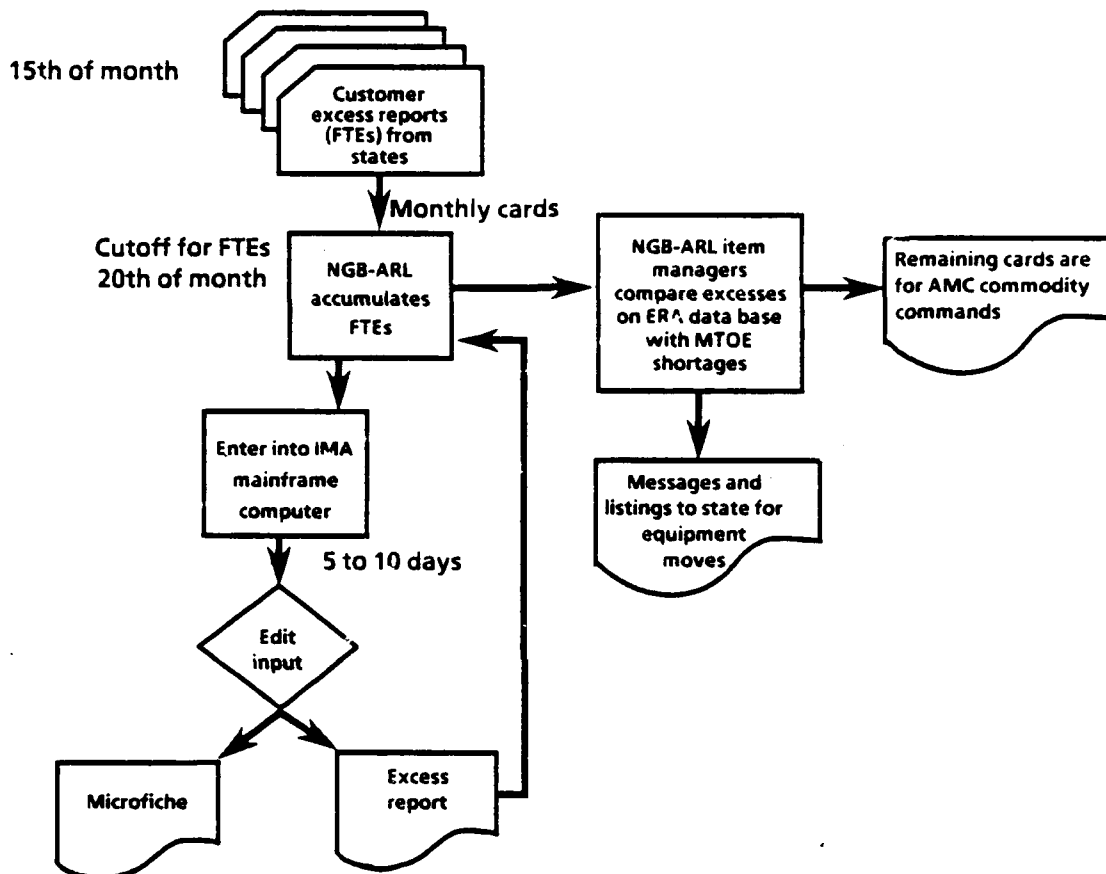 15th of month
Customer
excess reports
(FTEs) from
states
Monthly cards
Cutoff for FTEs
20th of month
NGB-ARL
accumulates
FTEs
NGB-ARL item
managers
compare excesses
on ERA data base
with MTOE
shortages
Remaining cards are
for AMC commodity
commands
Enter into IMA
mainframe
computer
Messages and
listings to state for
equipment
moves
5 to 10 days
Edit
input
Microfiche
Excess
report